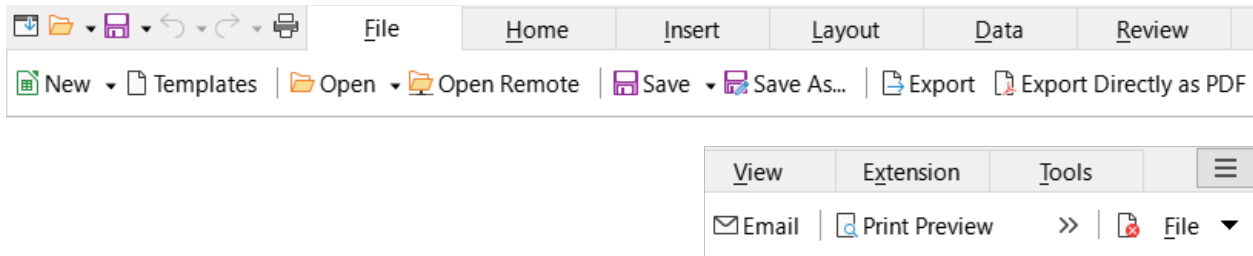 File Home Insert Layout Data Review
New Templates Open Open Remote Save Save As... Export Export Directly as PDF
View Extension Tools
Email Print Preview » File